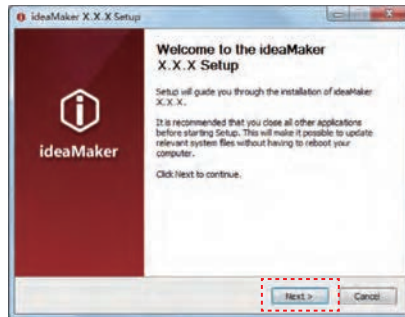 ideaMaker X.X.X Setup
Welcome to the ideaMaker
X.X.X Setup
Setup will guide you through the installation of ideaMaker
X.X.X.
It is recommended that you close all other applications
before starting Setup. This will make it possible to update
relevant system files without having to reboot your
computer.
Click Next to continue.
ideaMaker
Next >
Cancel